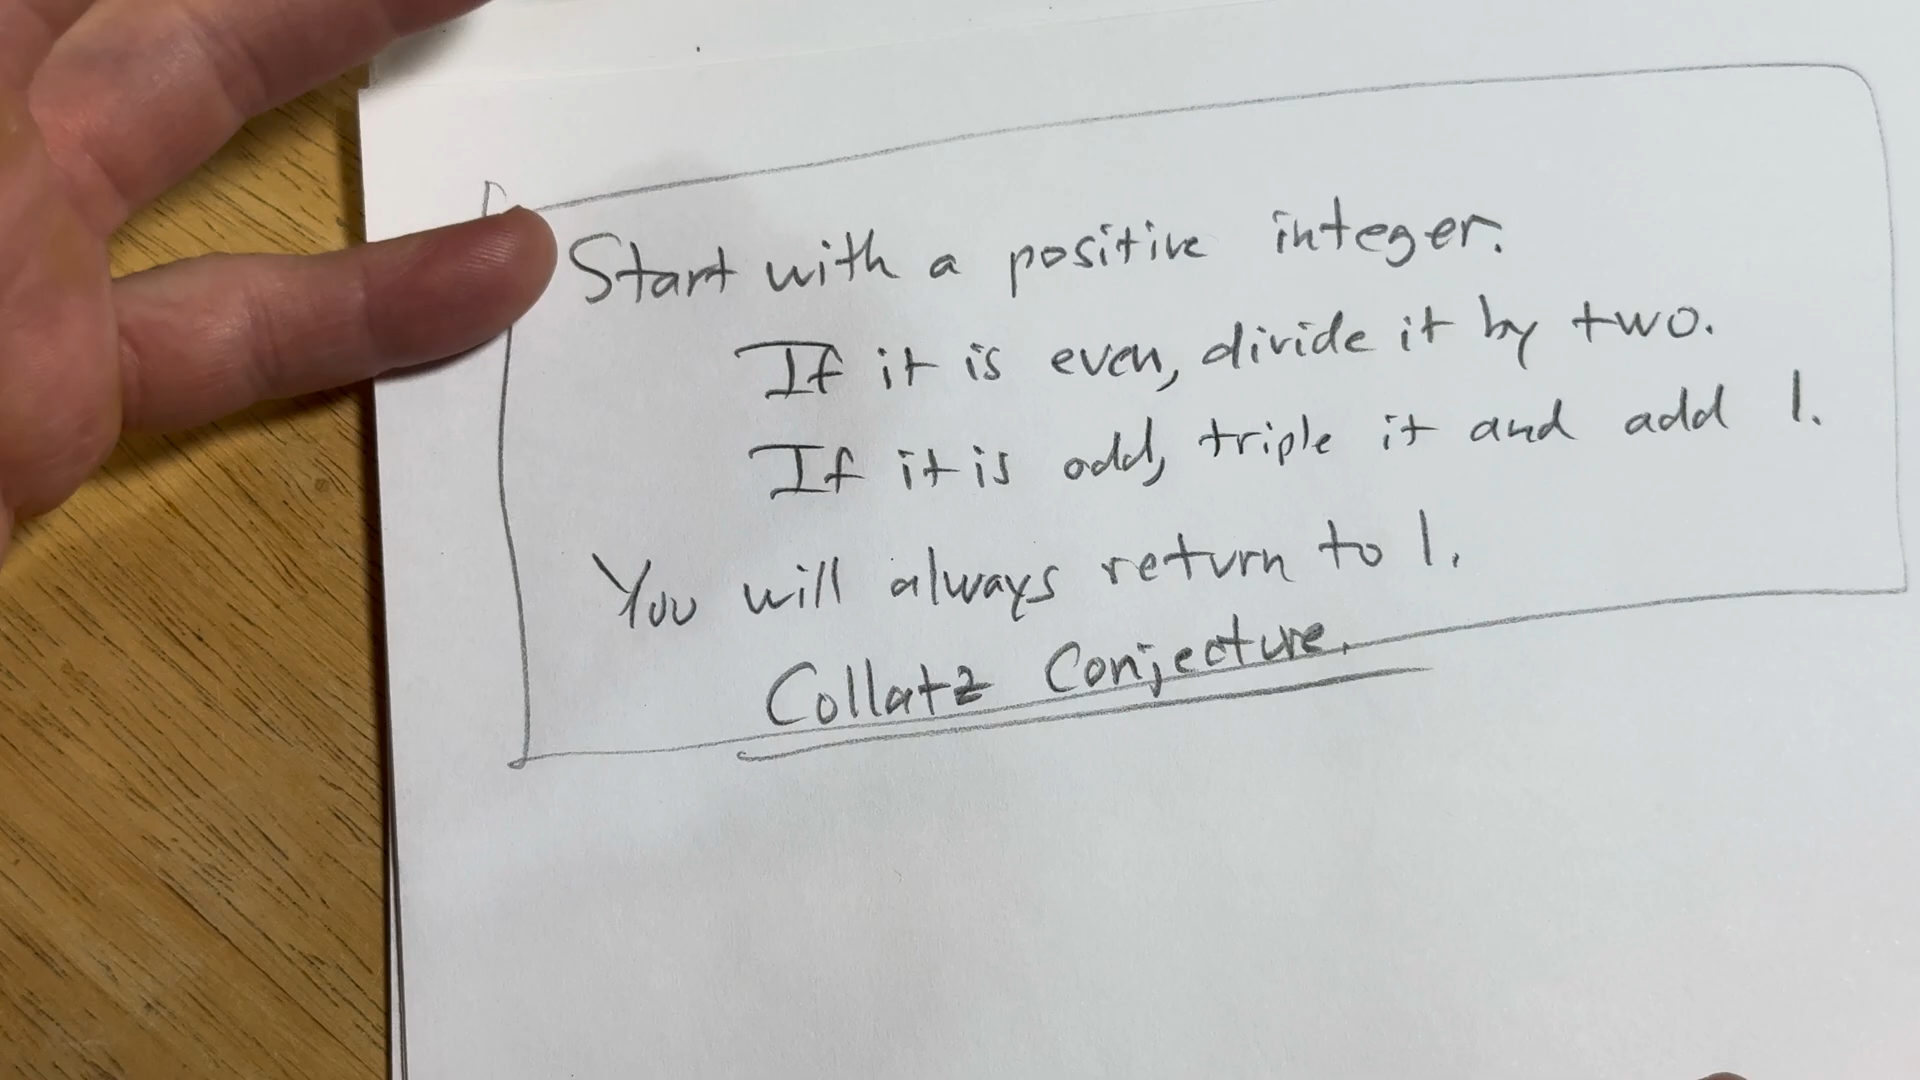 Start with a positive integer.
If it is even, divide it by two.
If it is odd, triple it and add 1.
You will always return to 1.
Collatz Conjecture.